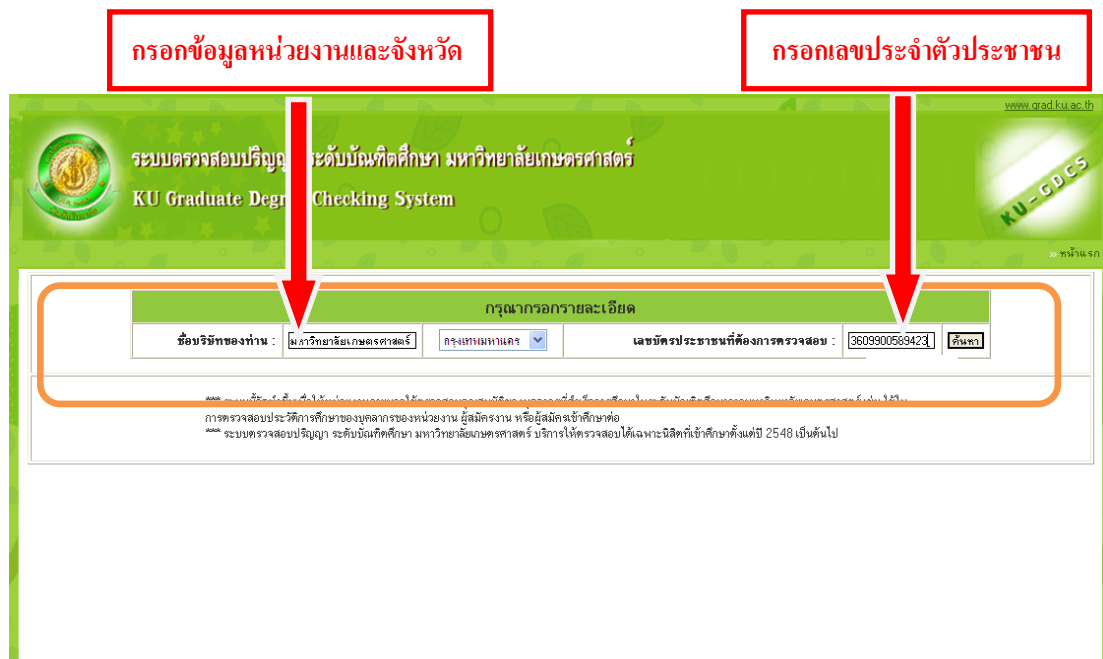 กรอกข้อมูลหน่วยงานและจังหวัด
กรอกเลขประจำตัวประชาชน
www.grad.ku.ac.th
ระบบตรวจสอบปริญญ ระดับบัณฑิตศึกษา มหาวิทยาลัยเกษตรศาสตร์
KU Graduate Degr Checking System
KU-GDCS
» หน้าแรก
กรุณากรอกรายละเอียด
ชื่อบริษัทของท่าน : มหาวิทยาลัยเกษตรศาสตร์ กรุงเทพมหานคร เลขบัตรประชาชนที่ต้องการตรวจสอบ : 3609900589423 ค้นหา
การตรวจสอบประวัติการศึกษาของบุคลากรของหน่วยงาน ผู้สมัครงาน หรือผู้สมัครเข้าศึกษาต่อ
*** ระบบตรวจสอบปริญญา ระดับบัณฑิตศึกษา มหาวิทยาลัยเกษตรศาสตร์ บริการให้ตรวจสอบได้เฉพาะนิสิตที่เข้าศึกษาตั้งแต่ปี 2548 เป็นต้นไป